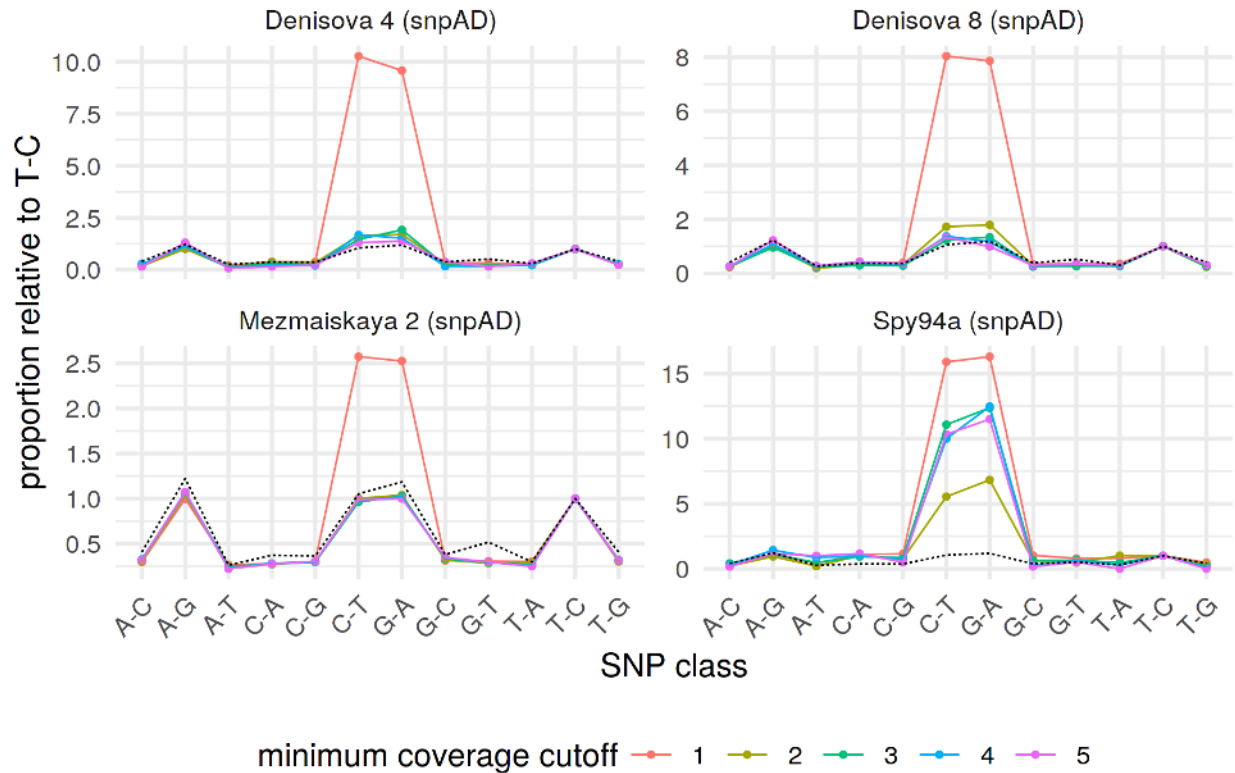 Denisova 4 (snpAD)
Denisova 8 (snpAD)
10.0
7.5
5.0
2.5
0.0
8
6
4
2
0
proportion relative to T-C
Mezmaiskaya 2 (snpAD)
Spy94a (snpAD)
2.5
2.0
1.5
1.0
0.5
15
10
5
0
A-C A-G A-T C-A C-G C-T G-A G-C G-T T-A T-C T-G
A-C A-G A-T C-A C-G C-T G-A G-C G-T T-A T-C T-G
SNP class
minimum coverage cutoff 1 2 3 4 5